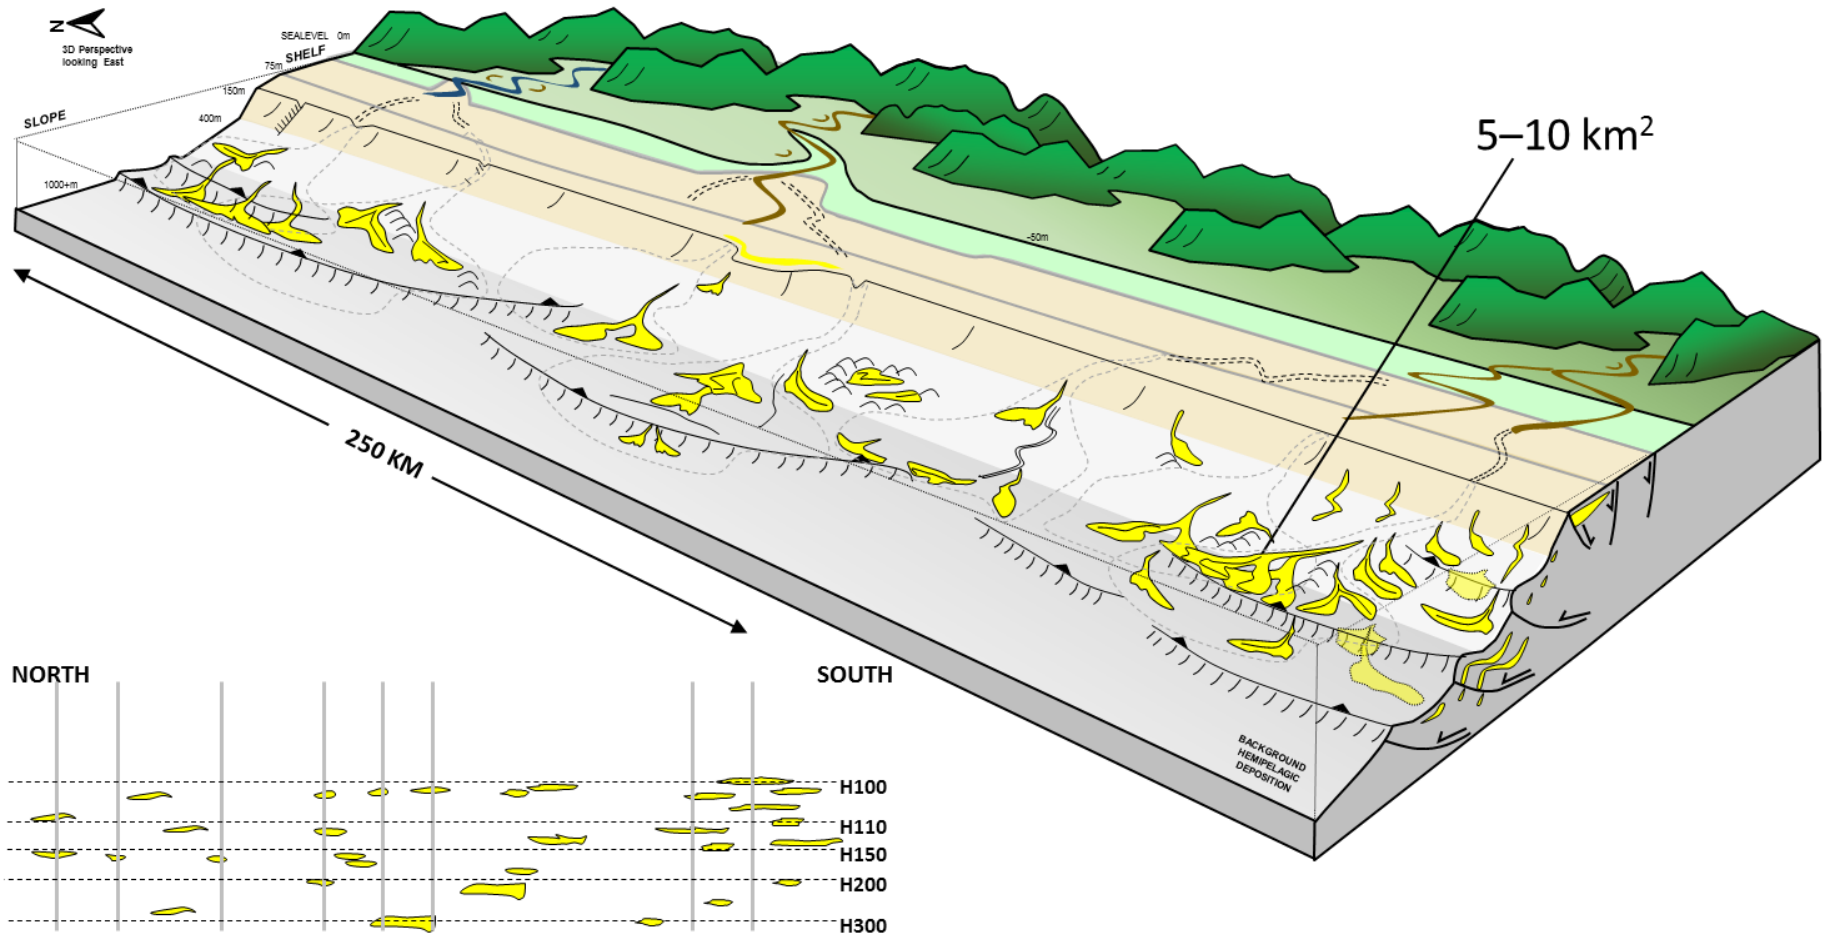 N
3D Perspective
looking East
SEALEVEL 0m
SHELF
75m
150m
SLOPE
400m
1000+m
-50m
5–10 km²
250 KM
BACKGROUND
HEMIPELAGIC
DEPOSITION
NORTH
SOUTH
H100
H110
H150
H200
H300